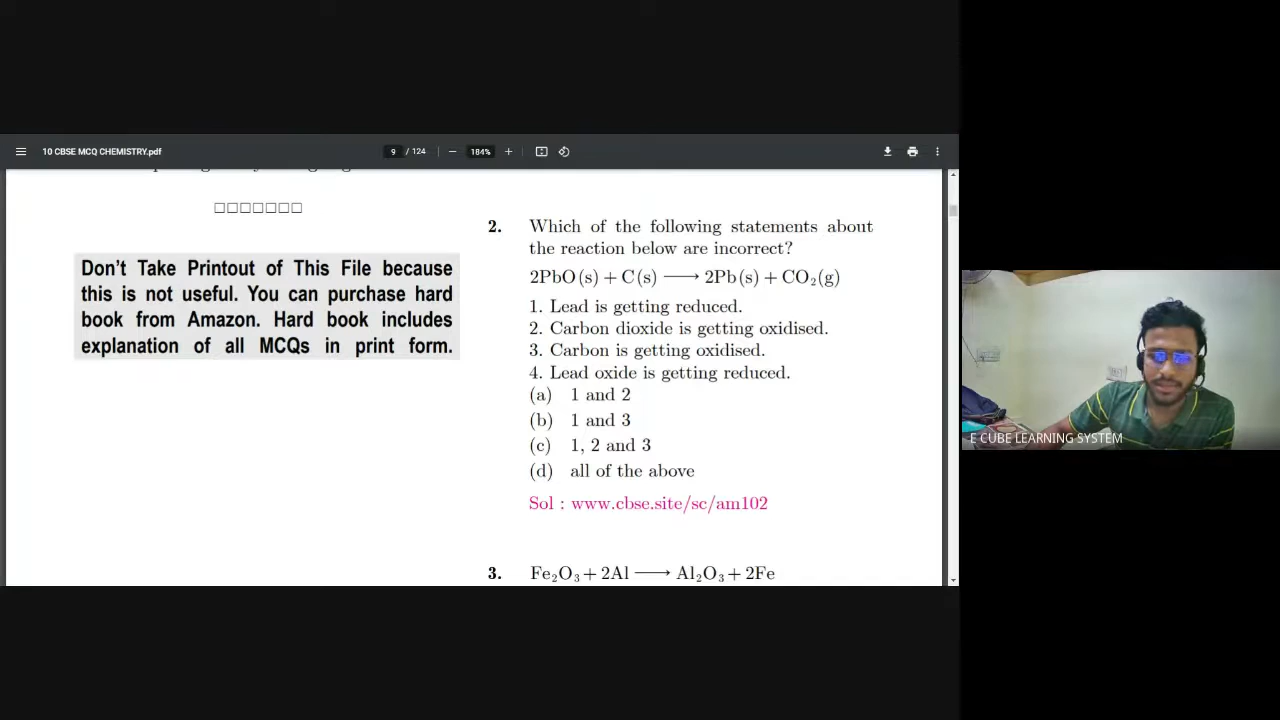 10 CBSE MCQ CHEMISTRY.pdf
9 / 124
184%
Don't Take Printout of This File because
this is not useful. You can purchase hard
book from Amazon. Hard book includes
explanation of all MCQs in print form.
2. Which of the following statements about
the reaction below are incorrect?
2PbO(s) + C(s) ⟶ 2Pb(s) + CO₂(g)
1. Lead is getting reduced.
2. Carbon dioxide is getting oxidised.
3. Carbon is getting oxidised.
4. Lead oxide is getting reduced.
(a) 1 and 2
(b) 1 and 3
(c) 1, 2 and 3
(d) all of the above
Sol : www.cbse.site/sc/am102
3. Fe₂O₃ + 2Al ⟶ Al₂O₃ + 2Fe
E CUBE LEARNING SYSTEM